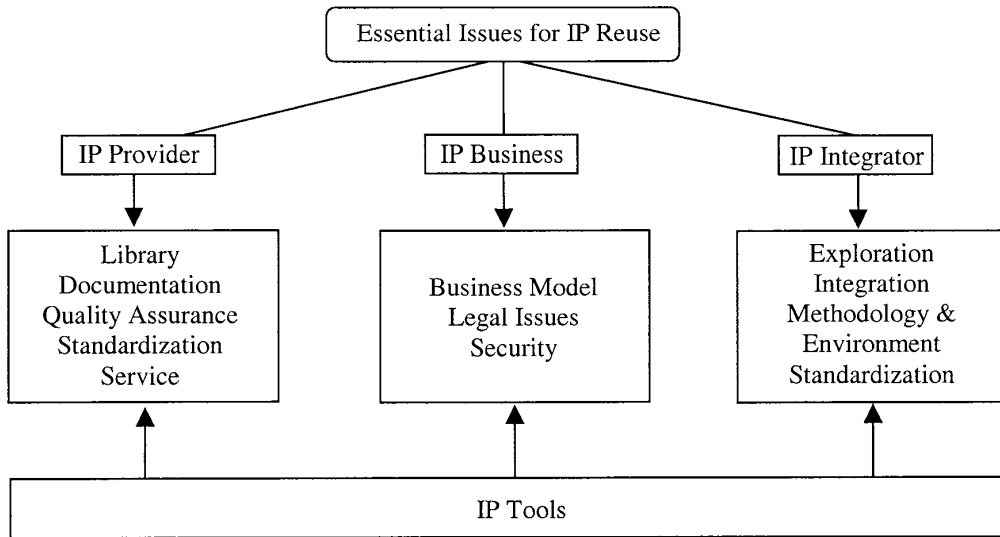 Essential Issues for IP Reuse
IP Provider
IP Business
IP Integrator
Library
Documentation
Quality Assurance
Standardization
Service
Business Model
Legal Issues
Security
Exploration
Integration
Methodology &
Environment
Standardization
IP Tools